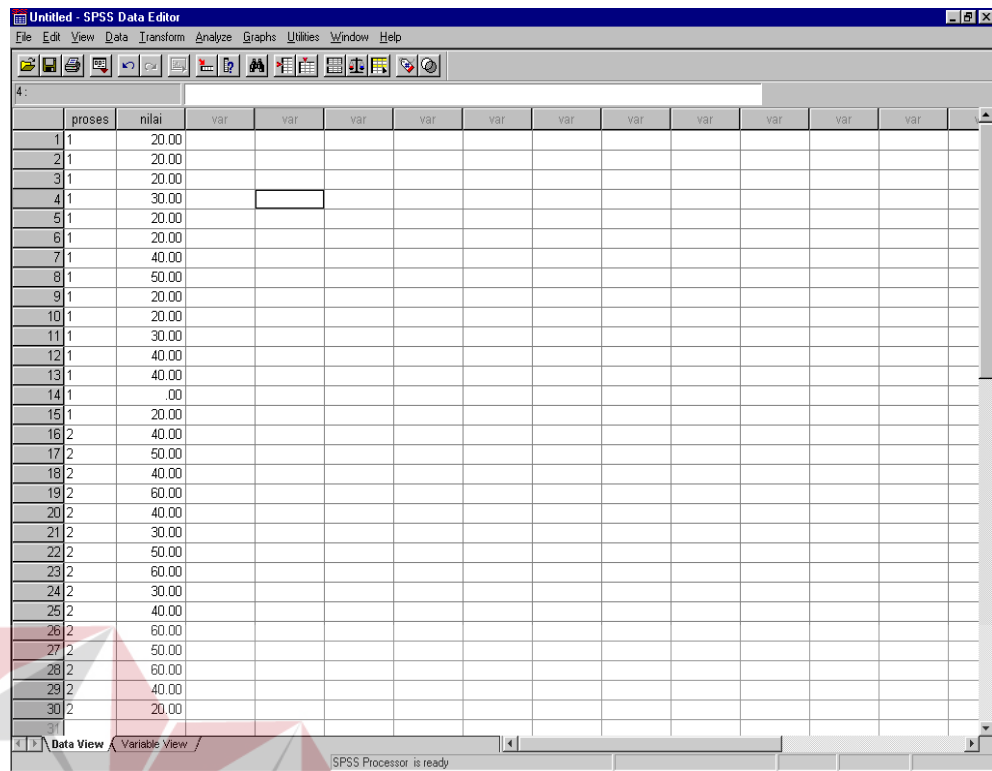 Untitled - SPSS Data Editor
File Edit View Data Transform Analyze Graphs Utilities Window Help
4 :
proses nilai var var var var var var var var var var var
1 1 20.00
2 1 20.00
3 1 20.00
4 1 30.00
5 1 20.00
6 1 20.00
7 1 40.00
8 1 50.00
9 1 20.00
10 1 20.00
11 1 30.00
12 1 40.00
13 1 40.00
14 1 .00
15 1 20.00
16 2 40.00
17 2 50.00
18 2 40.00
19 2 60.00
20 2 40.00
21 2 30.00
22 2 50.00
23 2 60.00
24 2 30.00
25 2 40.00
26 2 60.00
27 2 50.00
28 2 60.00
29 2 40.00
30 2 20.00
31
Data View Variable View
SPSS Processor is ready